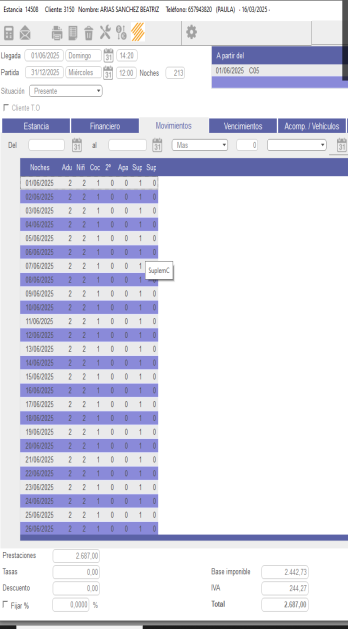 Estancia 14508 Cliente 3150 Nombre: ARIAS SANCHEZ BEATRIZ Teléfono: 657943820 (PAULA) - 16/03/2025 -
Llegada 01/06/2025 Domingo 31 14:20
A partir del
Partida 31/12/2025 Miércoles 31 12:00 Noches 213
01/06/2025 C05
Situación Presente
Cliente T.O
Estancia Financiero Movimientos Vencimientos Acomp. / Vehículos
Del 31 al 31 Mas 0 31
Noches Adu Niñ Coc 2º Apa Sup Sup
01/06/2025 2 2 1 0 0 1 0
02/06/2025 2 2 1 0 0 1 0
03/06/2025 2 2 1 0 0 1 0
04/06/2025 2 2 1 0 0 1 0
05/06/2025 2 2 1 0 0 1 0
06/06/2025 2 2 1 0 0 1 0
07/06/2025 2 2 1 0 0 1 0
SuplemC
08/06/2025 2 2 1 0 0
09/06/2025 2 2 1 0 0 1 0
10/06/2025 2 2 1 0 0 1 0
11/06/2025 2 2 1 0 0 1 0
12/06/2025 2 2 1 0 0 1 0
13/06/2025 2 2 1 0 0 1 0
14/06/2025 2 2 1 0 0 1 0
15/06/2025 2 2 1 0 0 1 0
16/06/2025 2 2 1 0 0 1 0
17/06/2025 2 2 1 0 0 1 0
18/06/2025 2 2 1 0 0 1 0
19/06/2025 2 2 1 0 0 1 0
20/06/2025 2 2 1 0 0 1 0
21/06/2025 2 2 1 0 0 1 0
22/06/2025 2 2 1 0 0 1 0
23/06/2025 2 2 1 0 0 1 0
24/06/2025 2 2 1 0 0 1 0
25/06/2025 2 2 1 0 0 1 0
26/06/2025 2 2 1 0 0 1 0
Prestaciones 2.687,00
Tasas 0,00 Base imponible 2.442,73
Descuento 0,00 IVA 244,27
Fijar % 0.0000 % Total 2.687,00